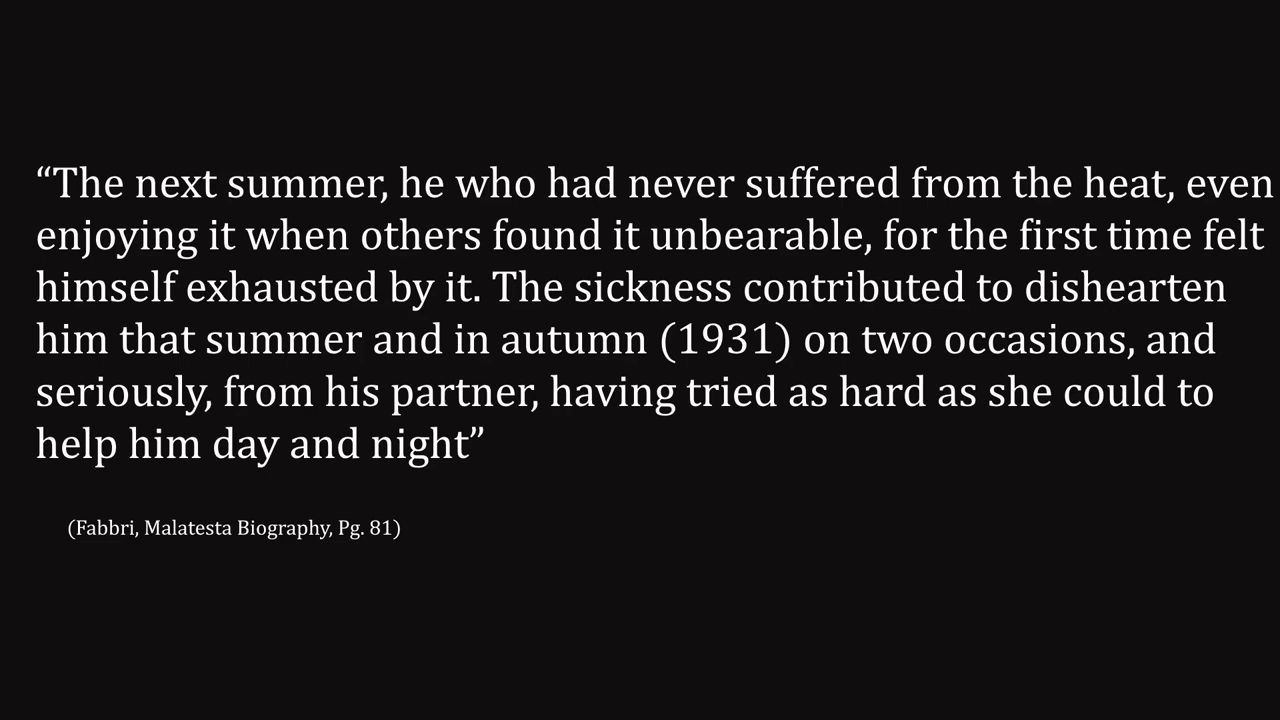 “The next summer, he who had never suffered from the heat, even
enjoying it when others found it unbearable, for the first time felt
himself exhausted by it. The sickness contributed to dishearten
him that summer and in autumn (1931) on two occasions, and
seriously, from his partner, having tried as hard as she could to
help him day and night”
(Fabbri, Malatesta Biography, Pg. 81)